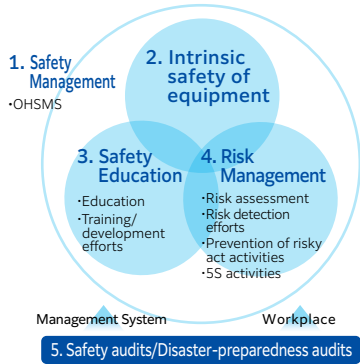 1. Safety
Management
・OHSMS
2. Intrinsic
safety of
equipment
3. Safety
Education
・Education
・Training/
development
efforts
4. Risk
Management
・Risk assessment
・Risk detection
efforts
・Prevention of risky
act activities
・5S activities
Management System
Workplace
5. Safety audits/Disaster-preparedness audits